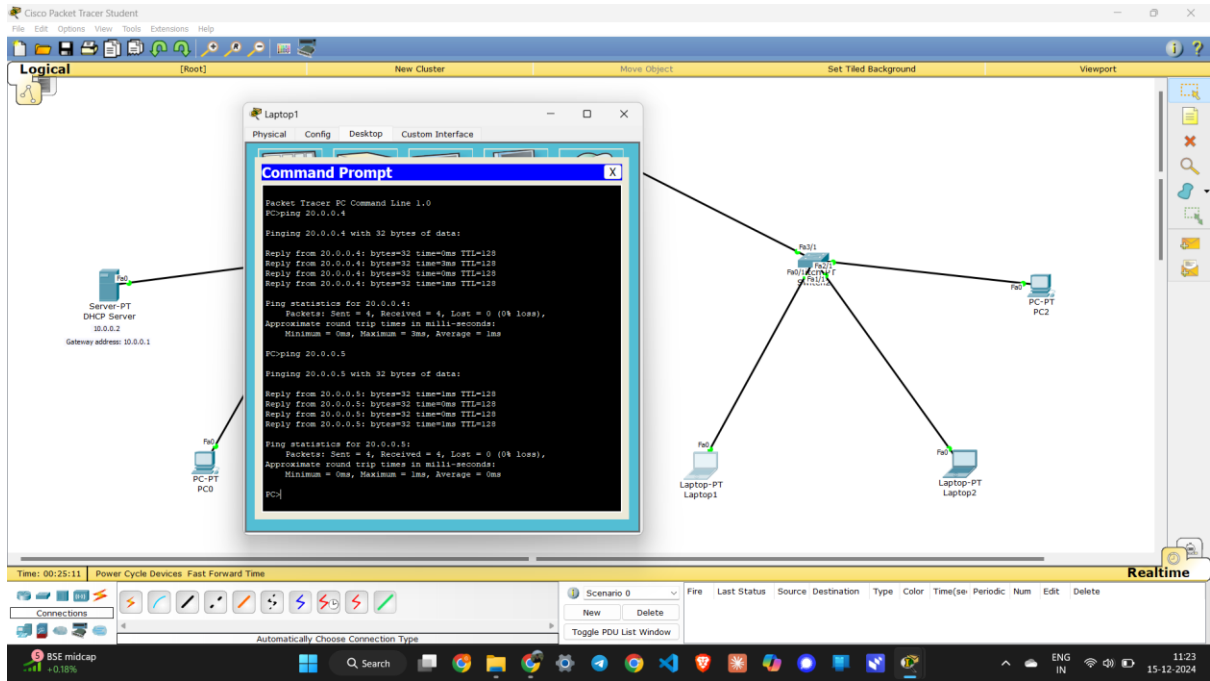 Cisco Packet Tracer Student
File Edit Options View Tools Extensions Help
Logical [Root] New Cluster Move Object Set Tiled Background Viewport
Laptop1
Physical Config Desktop Custom Interface
Command Prompt X
Packet Tracer PC Command Line 1.0
PC>ping 20.0.0.4
Pinging 20.0.0.4 with 32 bytes of data:
Reply from 20.0.0.4: bytes=32 time=0ms TTL=128
Reply from 20.0.0.4: bytes=32 time=3ms TTL=128
Reply from 20.0.0.4: bytes=32 time=0ms TTL=128
Reply from 20.0.0.4: bytes=32 time=1ms TTL=128
Ping statistics for 20.0.0.4:
Packets: Sent = 4, Received = 4, Lost = 0 (0% loss),
Approximate round trip times in milli-seconds:
Minimum = 0ms, Maximum = 3ms, Average = 1ms
PC>ping 20.0.0.5
Pinging 20.0.0.5 with 32 bytes of data:
Reply from 20.0.0.5: bytes=32 time=1ms TTL=128
Reply from 20.0.0.5: bytes=32 time=0ms TTL=128
Reply from 20.0.0.5: bytes=32 time=0ms TTL=128
Reply from 20.0.0.5: bytes=32 time=1ms TTL=128
Ping statistics for 20.0.0.5:
Packets: Sent = 4, Received = 4, Lost = 0 (0% loss),
Approximate round trip times in milli-seconds:
Minimum = 0ms, Maximum = 1ms, Average = 0ms
PC>
Fa0
Server-PT
DHCP Server
10.0.0.2
Gateway address: 10.0.0.1
Fa0
PC-PT
PC0
Fa3/1
Fa2/1
Fa0/1
Fa1/1
Fa0
PC-PT
PC2
Fa0
Laptop-PT
Laptop1
Fa0
Laptop-PT
Laptop2
Time: 00:25:11 Power Cycle Devices Fast Forward Time
Realtime
Connections
Automatically Choose Connection Type
Scenario 0
New Delete
Toggle PDU List Window
Fire Last Status Source Destination Type Color Time(se Periodic Num Edit Delete
5 BSE midcap
+0.18%
Search
ENG
IN
11:23
15-12-2024